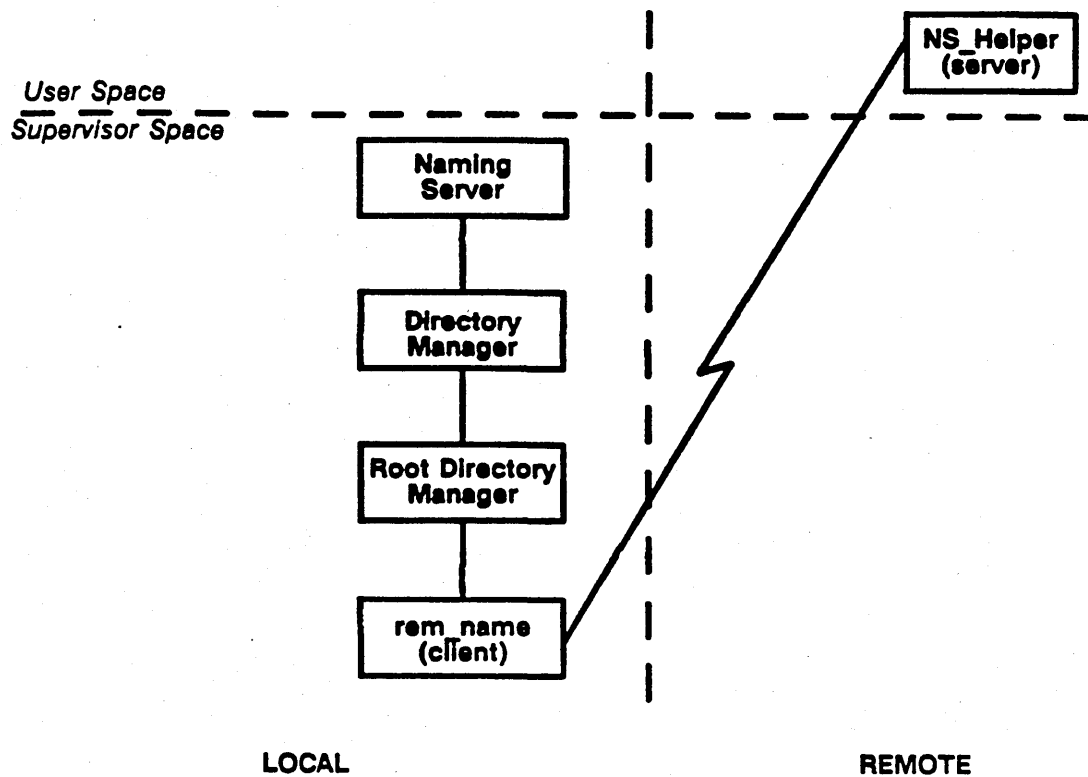 NS_Helper
(server)
User Space
Supervisor Space
Naming
Server
Directory
Manager
Root Directory
Manager
rem_name
(client)
LOCAL
REMOTE